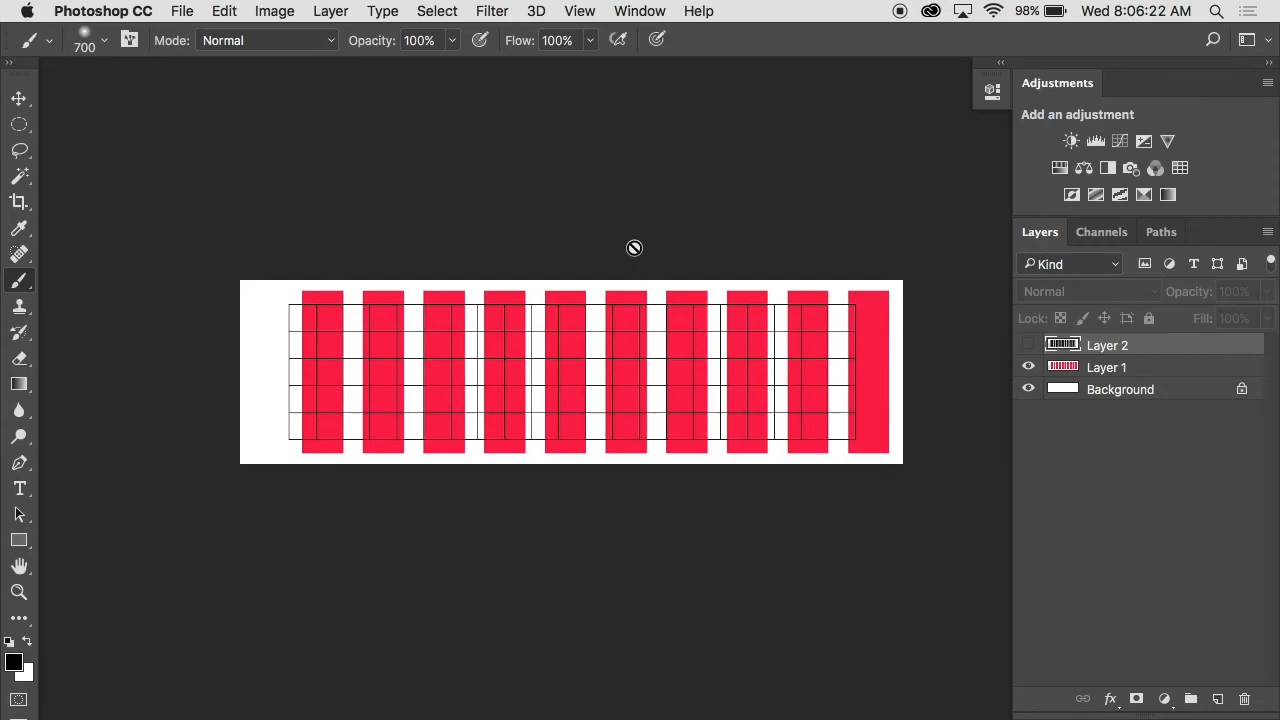 Photoshop CC File Edit Image Layer Type Select Filter 3D View Window Help 98% Wed 8:06:22 AM
700 Mode: Normal Opacity: 100% Flow: 100%
Adjustments
Add an adjustment
Layers Channels Paths
Kind
Normal Opacity: 100%
Lock: Fill: 100%
Layer 2
Layer 1
Background
fx